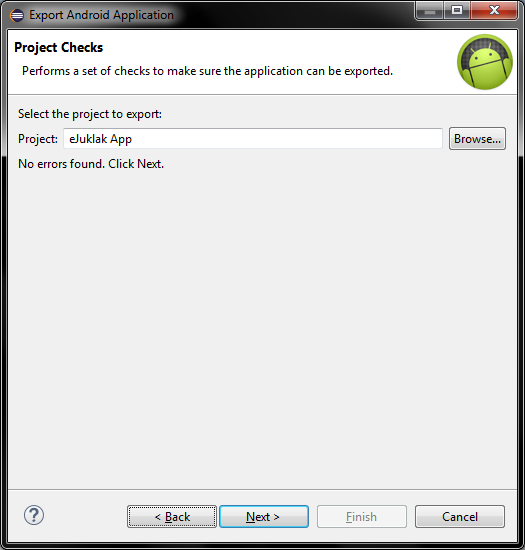 Export Android Application
Project Checks
Performs a set of checks to make sure the application can be exported.
Select the project to export:
Project: eJuklak App Browse...
No errors found. Click Next.
? < Back Next > Finish Cancel